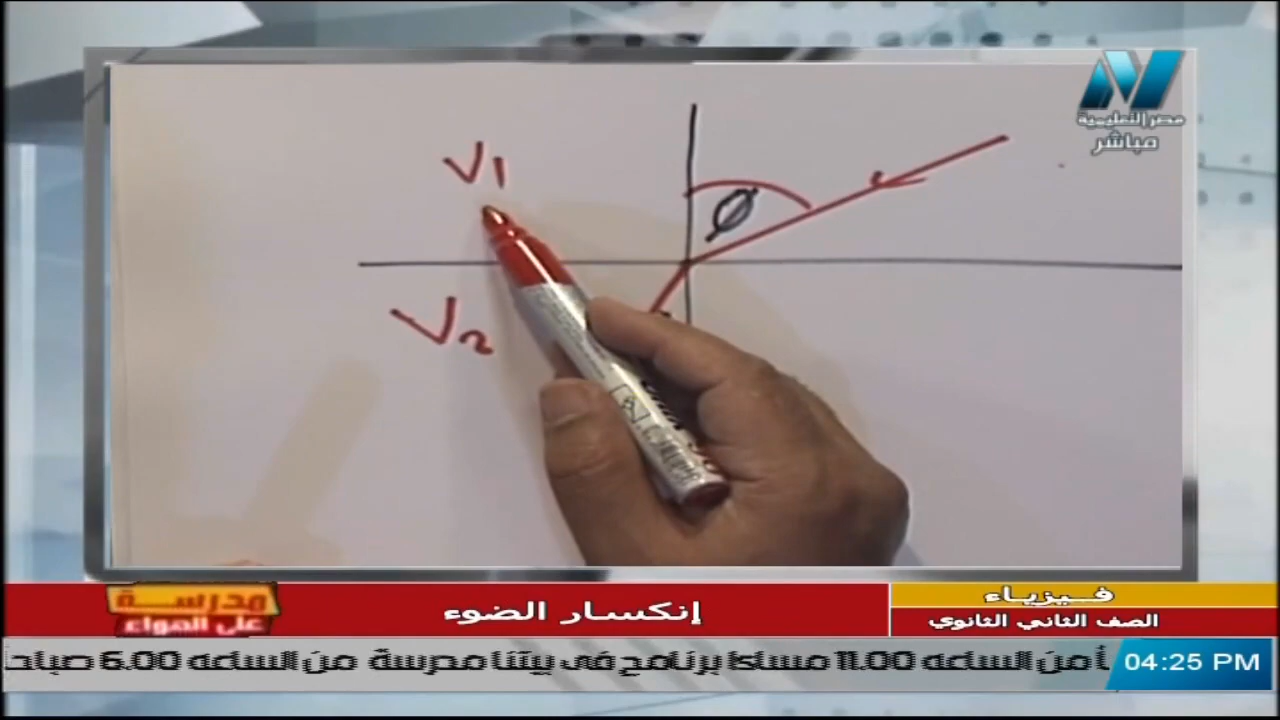 مصر التعليمية
مباشر
V1
φ
V2
فيزياء
الصف الثاني الثانوي
إنكسار الضوء
مدرسة
على الهواء
04:25 PM
من الساعه 11.00 مساءا برنامج فى بيتنا مدرسة من الساعه 6.00 صباحا